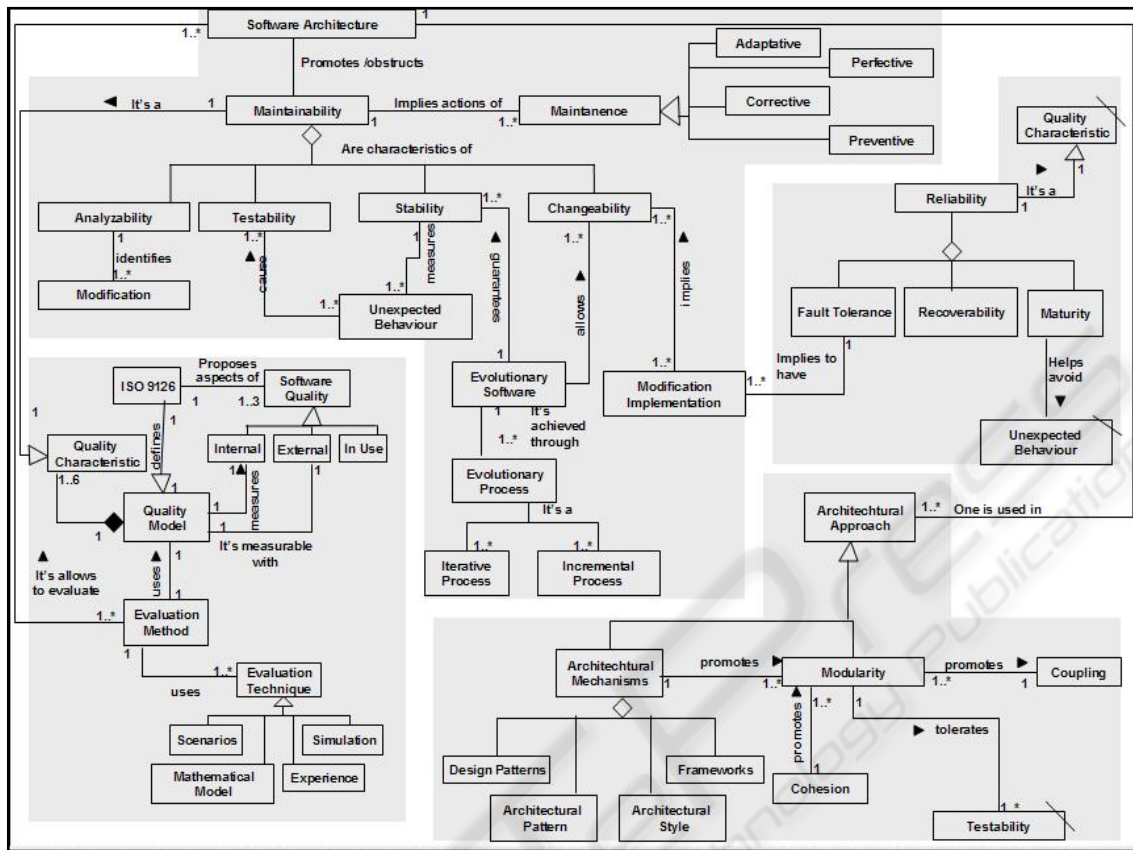 Software Architecture
1
1..*
Promotes /obstructs
Adaptative
Perfective
It's a
1
Maintainability
1
Implies actions of
1..*
Maintanence
Corrective
Preventive
Quality
Characteristic
1
Are characteristics of
It's a
1
Reliability
Analyzability
1
identifies
1..*
Modification
Testability
1..*
cause
1..*
Stability
1..*
1
measures
1..*
Unexpected
Behaviour
guarantees
1
Changeability
1..*
1..*
allows
implies
1..*
Fault Tolerance
1
Recoverability
Maturity
1
Implies to
have
1..*
Helps
avoid
Unexpected
Behaviour
Evolutionary
Software
1
It's
achieved
through
1..*
Modification
Implementation
Evolutionary
Process
It's a
1..*
1..*
Iterative
Process
Incremental
Process
ISO 9126
1
1
Proposes
aspects of
1..3
Software
Quality
Internal
External
In Use
1
1
1
Quality
Characteristic
1..6
1
defines
1
Quality
Model
1
1
measures
It's measurable
with
1
uses
1
It's allows
to evaluate
1..*
Evaluation
Method
1
uses
1..*
Evaluation
Technique
Scenarios
Simulation
Mathematical
Model
Experience
Architechtural
Approach
1..*
One is used in
Architechtural
Mechanisms
1
promotes
1..*
Modularity
1..*
promotes
1
Coupling
1..*
promotes
1
Cohesion
1
tolerates
1..*
Testability
Design Patterns
Frameworks
Architectural
Pattern
Architectural
Style